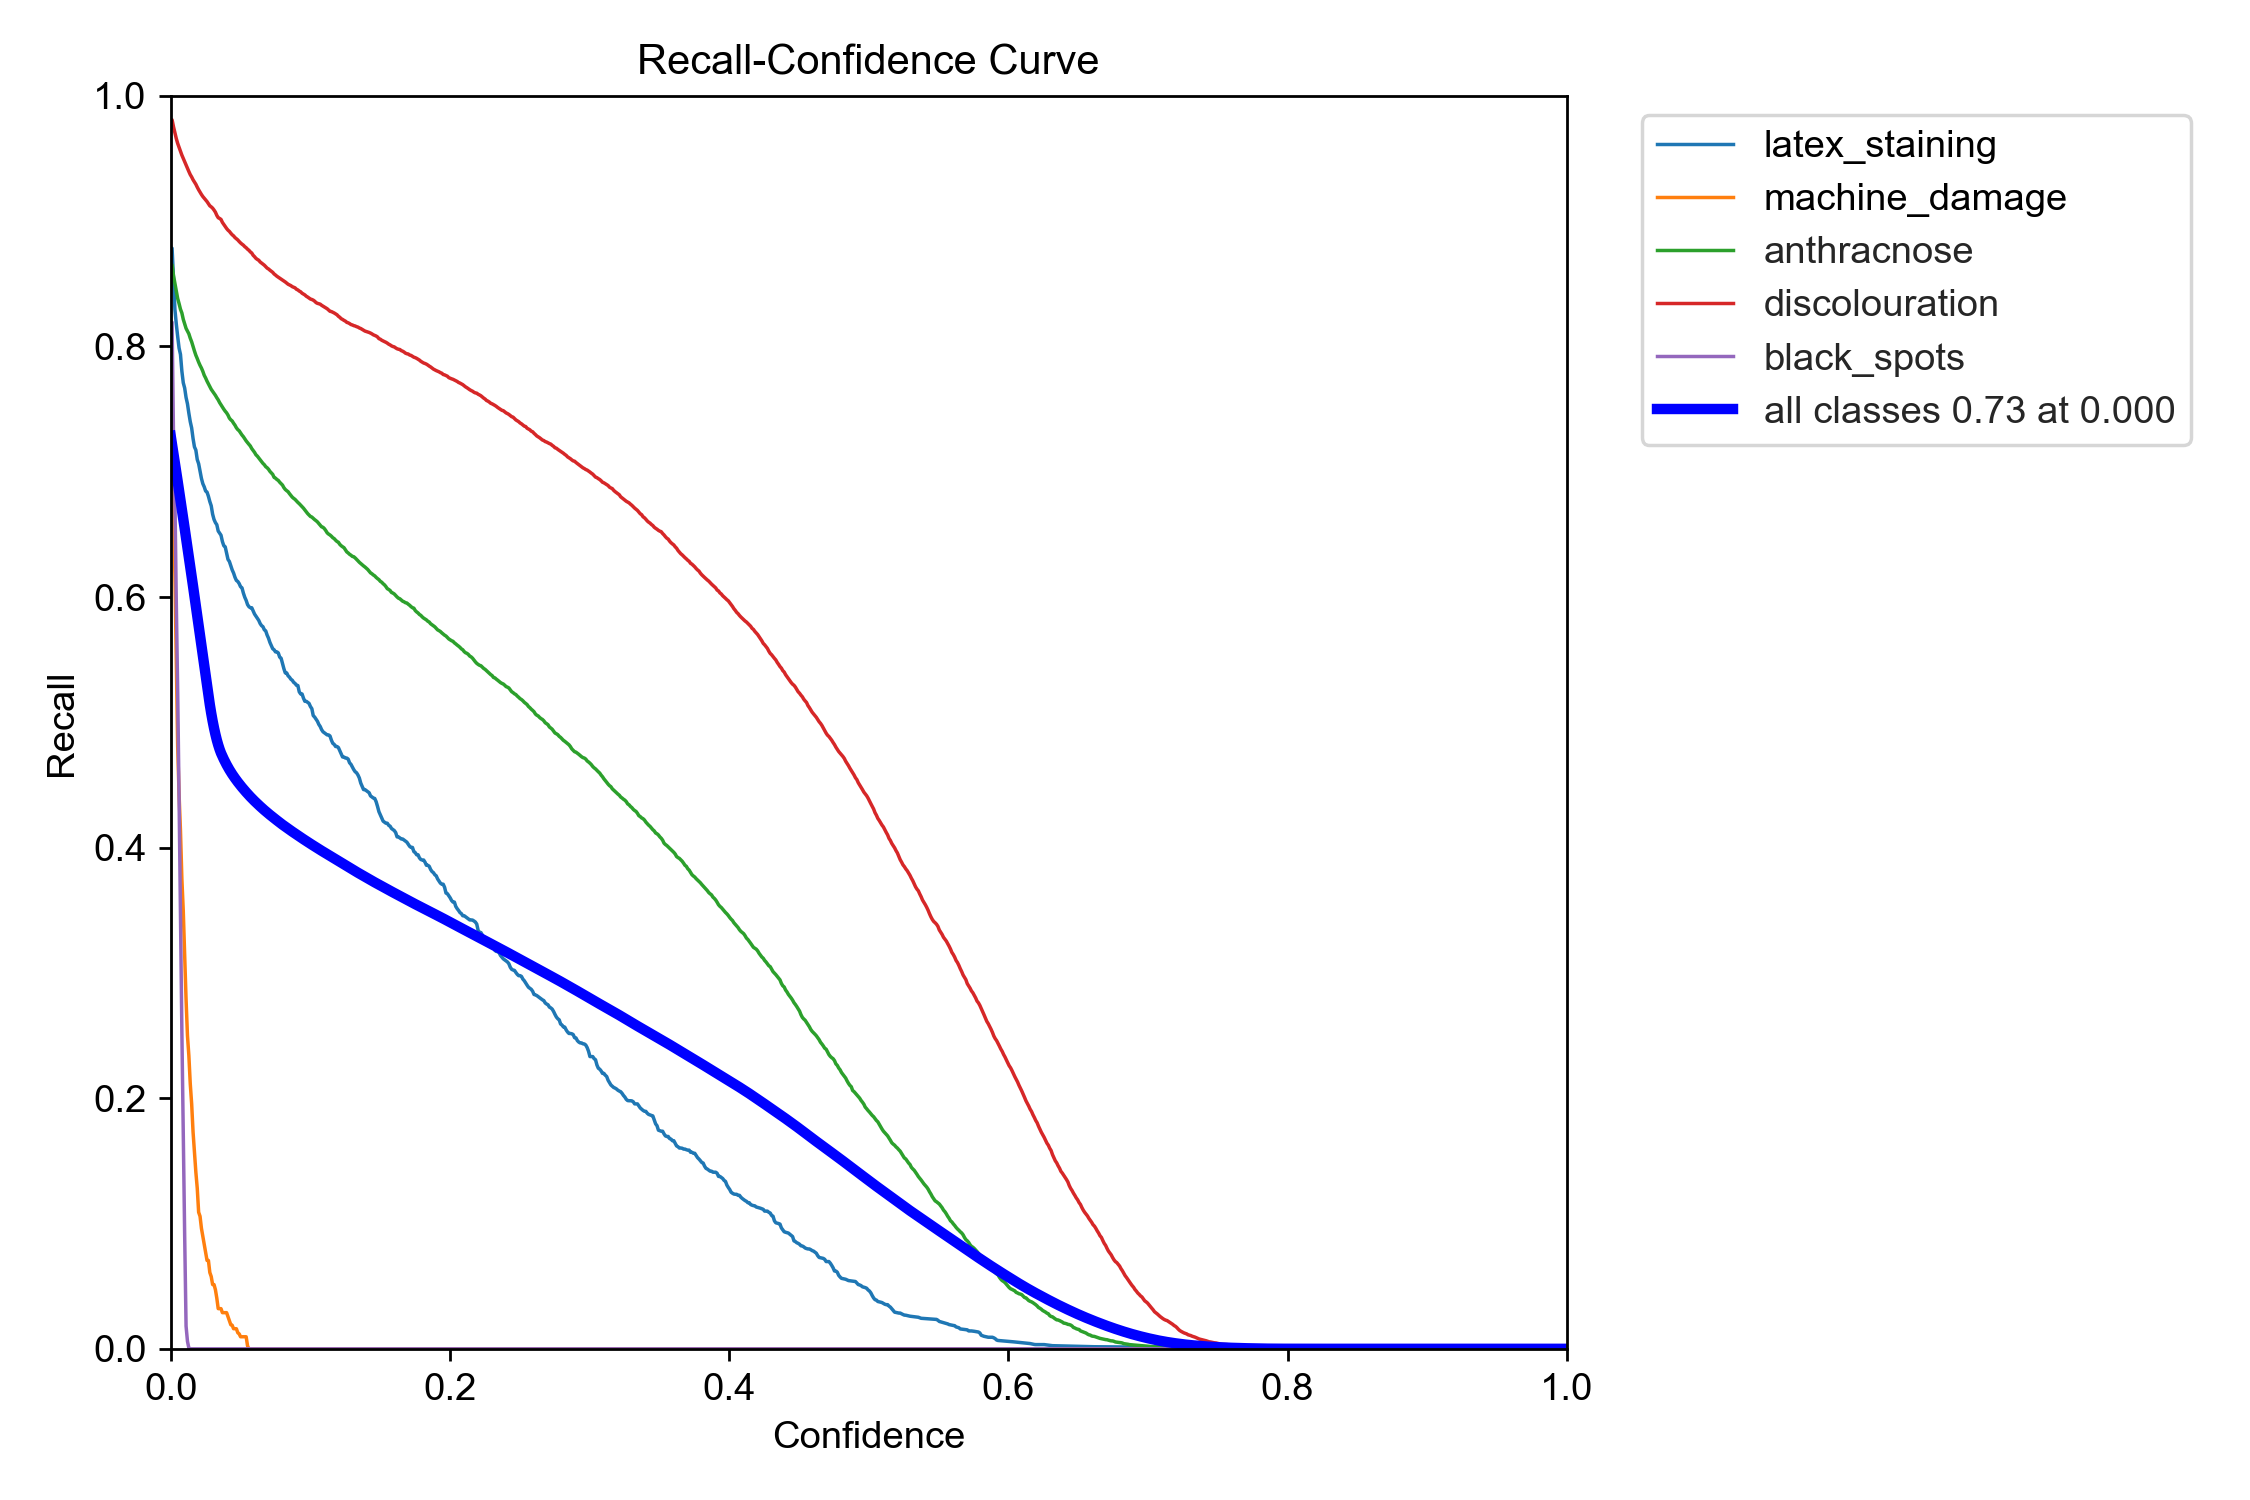 Recall-Confidence Curve
1.0
0.8
0.6
0.4
0.2
0.0
Recall
0.0 0.2 0.4 0.6 0.8 1.0
Confidence
latex_staining
machine_damage
anthracnose
discolouration
black_spots
all classes 0.73 at 0.000